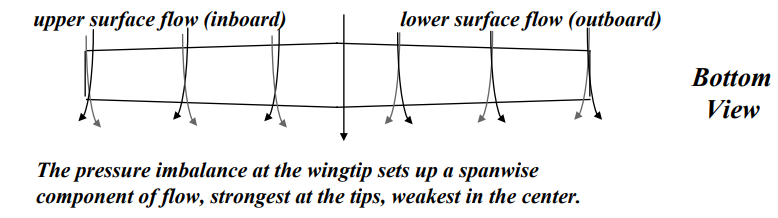 upper surface flow (inboard)
lower surface flow (outboard)
Bottom
View
The pressure imbalance at the wingtip sets up a spanwise
component of flow, strongest at the tips, weakest in the center.